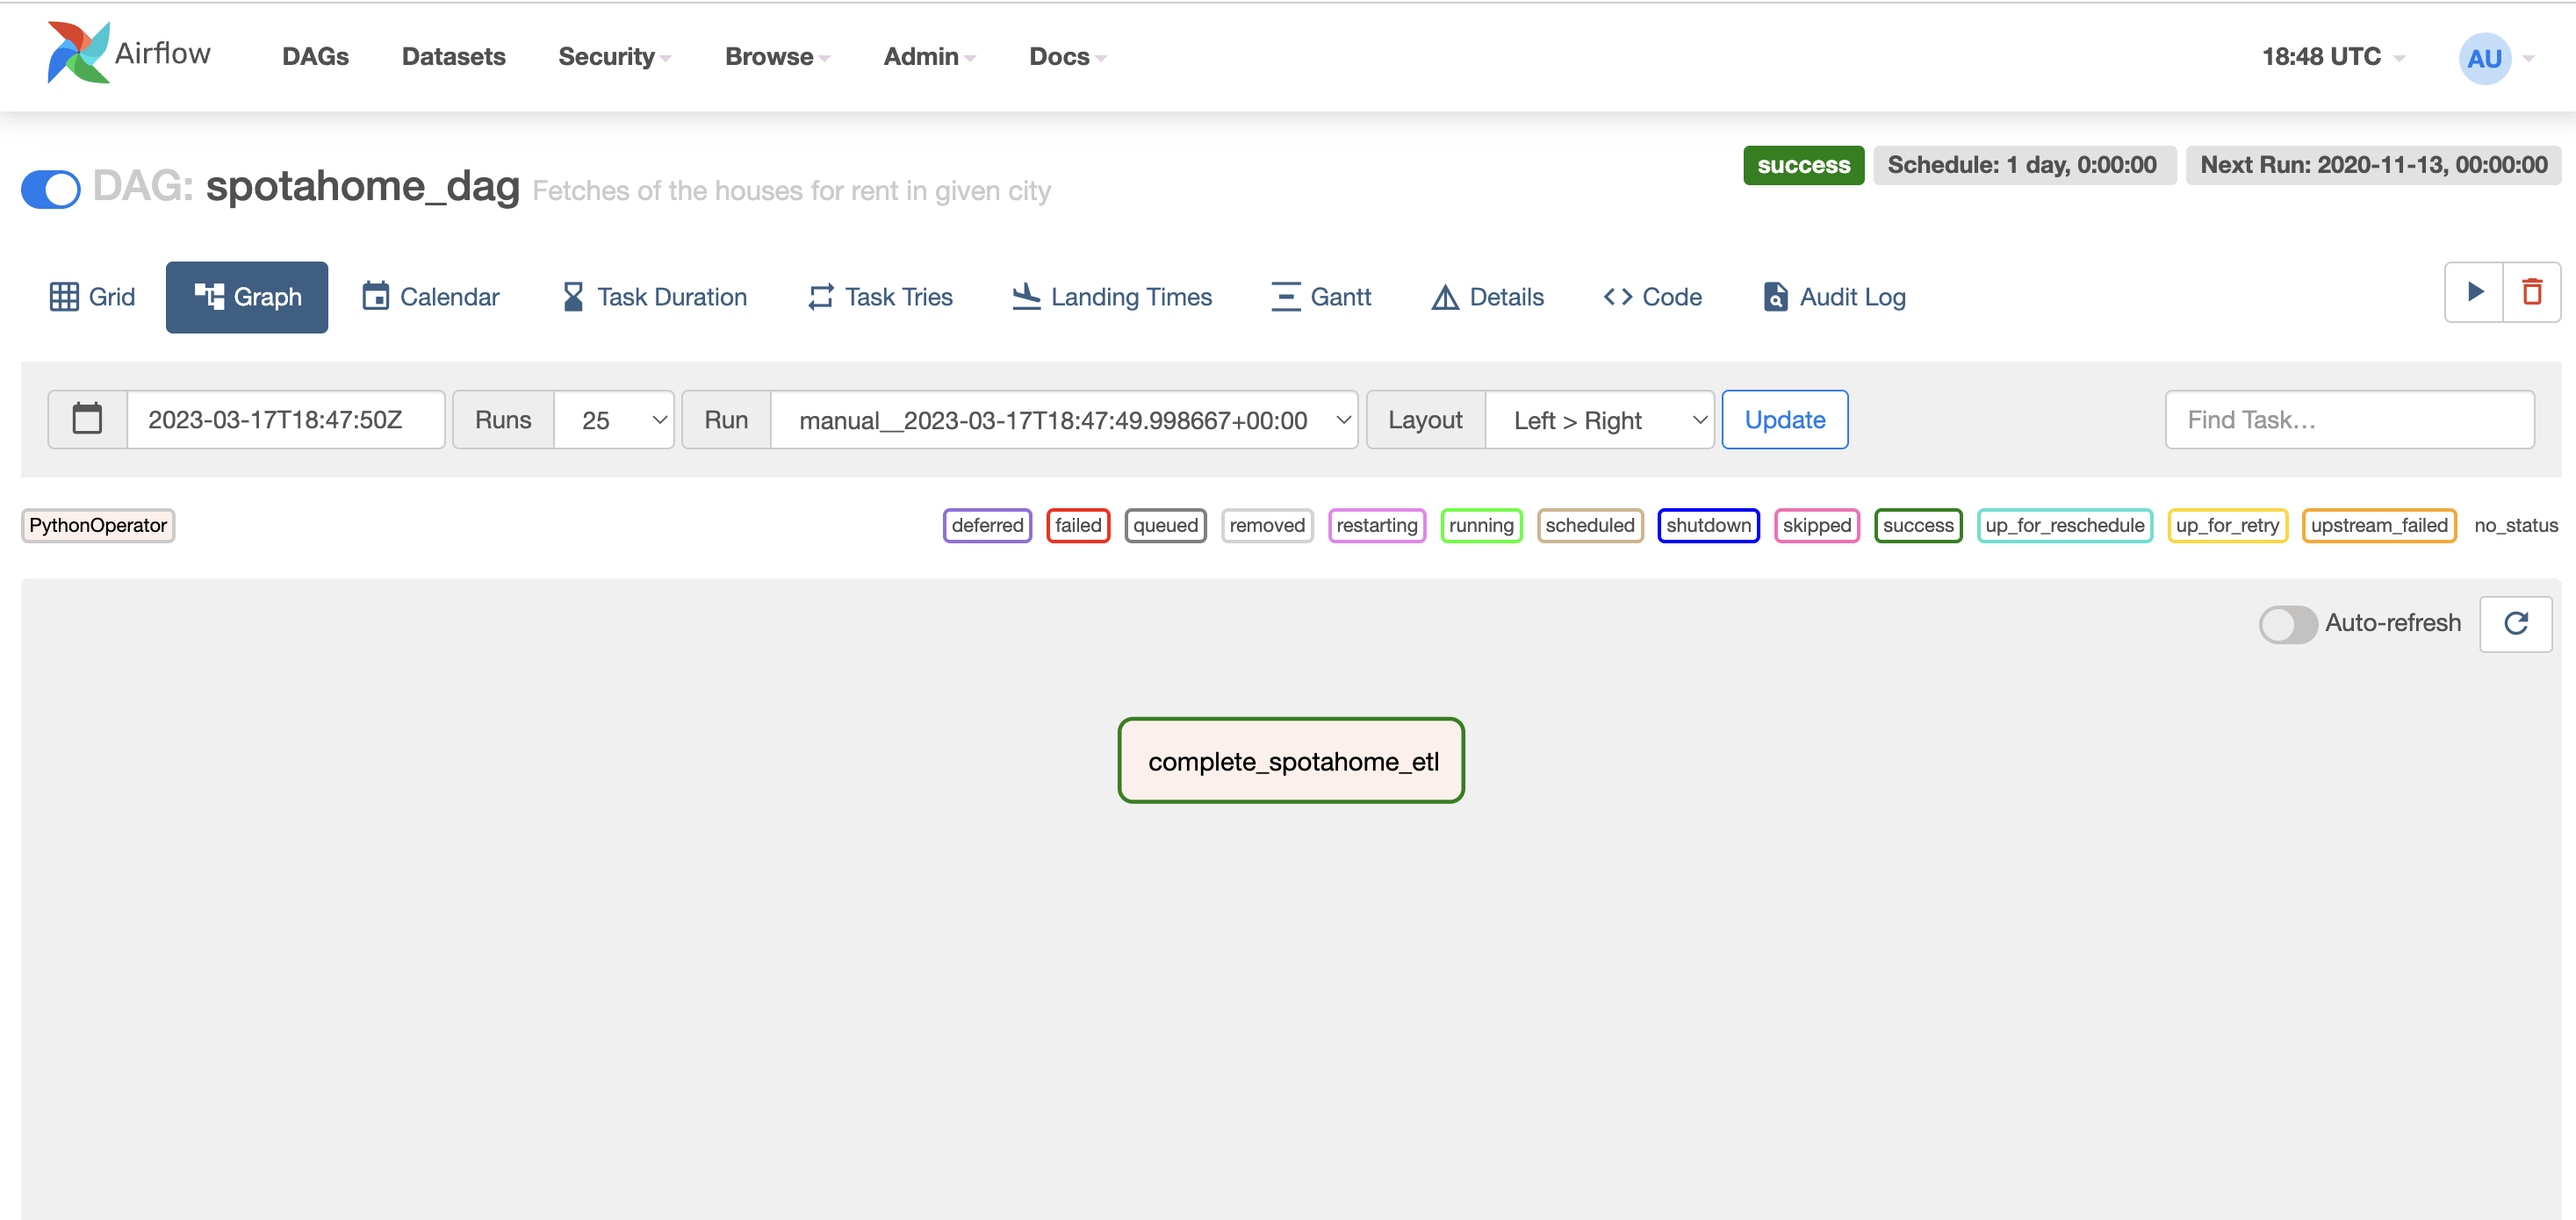 Airflow DAGs Datasets Security Browse Admin Docs 18:48 UTC AU
success Schedule: 1 day, 0:00:00 Next Run: 2020-11-13, 00:00:00
DAG: spotahome_dag Fetches of the houses for rent in given city
Grid Graph Calendar Task Duration Task Tries Landing Times Gantt Details Code Audit Log
2023-03-17T18:47:50Z Runs 25 Run manual__2023-03-17T18:47:49.998667+00:00 Layout Left > Right Update Find Task...
PythonOperator deferred failed queued removed restarting running scheduled shutdown skipped success up_for_reschedule up_for_retry upstream_failed no_status
Auto-refresh
complete_spotahome_etl